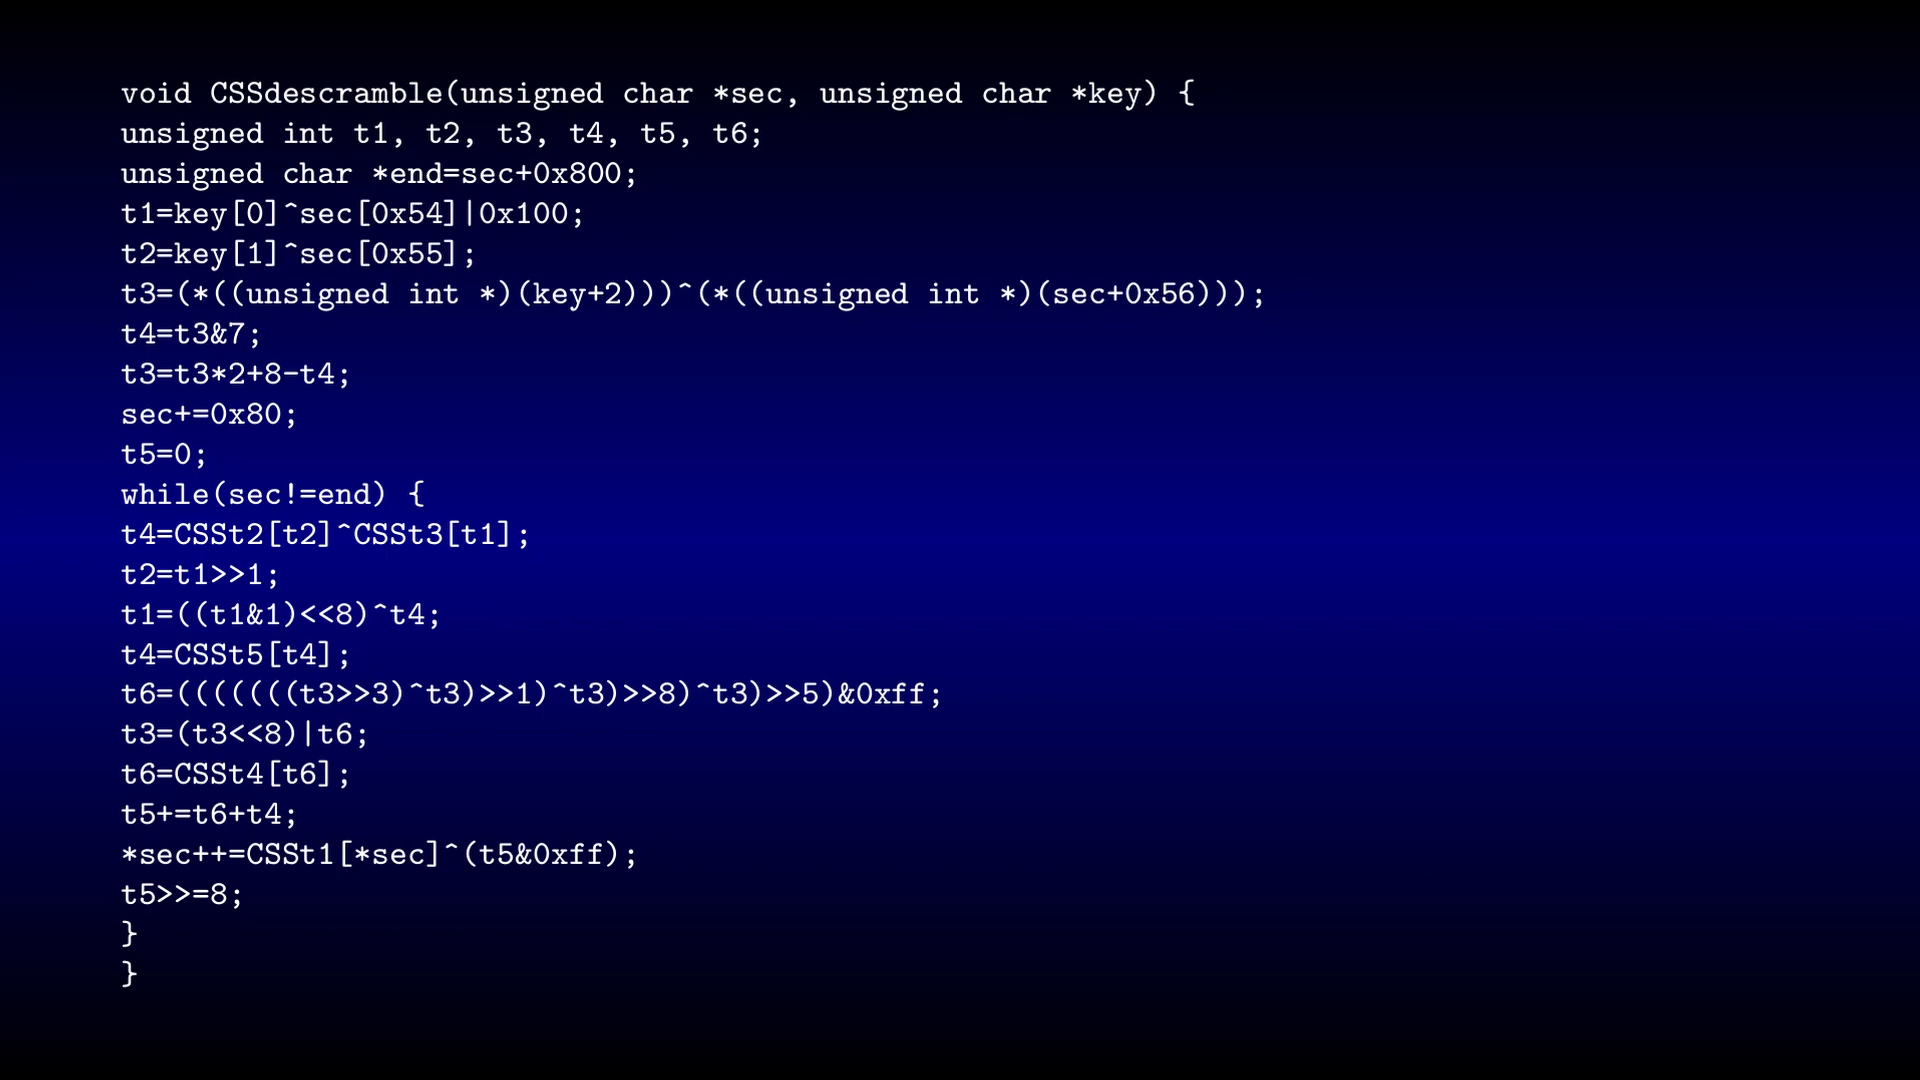 void CSSdescramble(unsigned char *sec, unsigned char *key) {
unsigned int t1, t2, t3, t4, t5, t6;
unsigned char *end=sec+0x800;
t1=key[0]^sec[0x54]|0x100;
t2=key[1]^sec[0x55];
t3=(*((unsigned int *)(key+2)))^(*((unsigned int *)(sec+0x56)));
t4=t3&7;
t3=t3*2+8-t4;
sec+=0x80;
t5=0;
while(sec!=end) {
t4=CSSt2[t2]^CSSt3[t1];
t2=t1>>1;
t1=((t1&1)<<8)^t4;
t4=CSSt5[t4];
t6=(((((((t3>>3)^t3)>>1)^t3)>>8)^t3)>>5)&0xff;
t3=(t3<<8)|t6;
t6=CSSt4[t6];
t5+=t6+t4;
*sec++=CSSt1[*sec]^(t5&0xff);
t5>>=8;
}
}